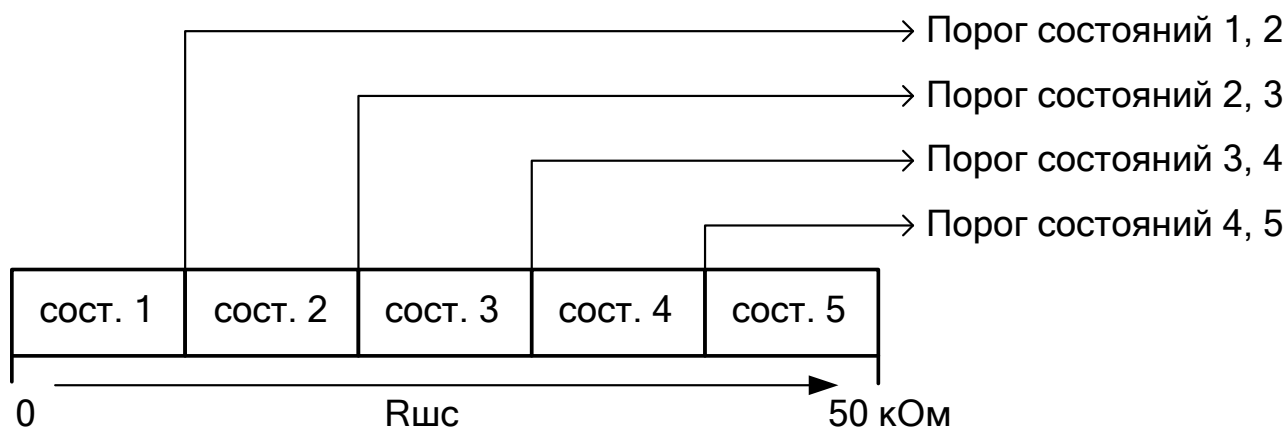 Порог состояний 1, 2
Порог состояний 2, 3
Порог состояний 3, 4
Порог состояний 4, 5
сост. 1 сост. 2 сост. 3 сост. 4 сост. 5
0 Rшс 50 кОм